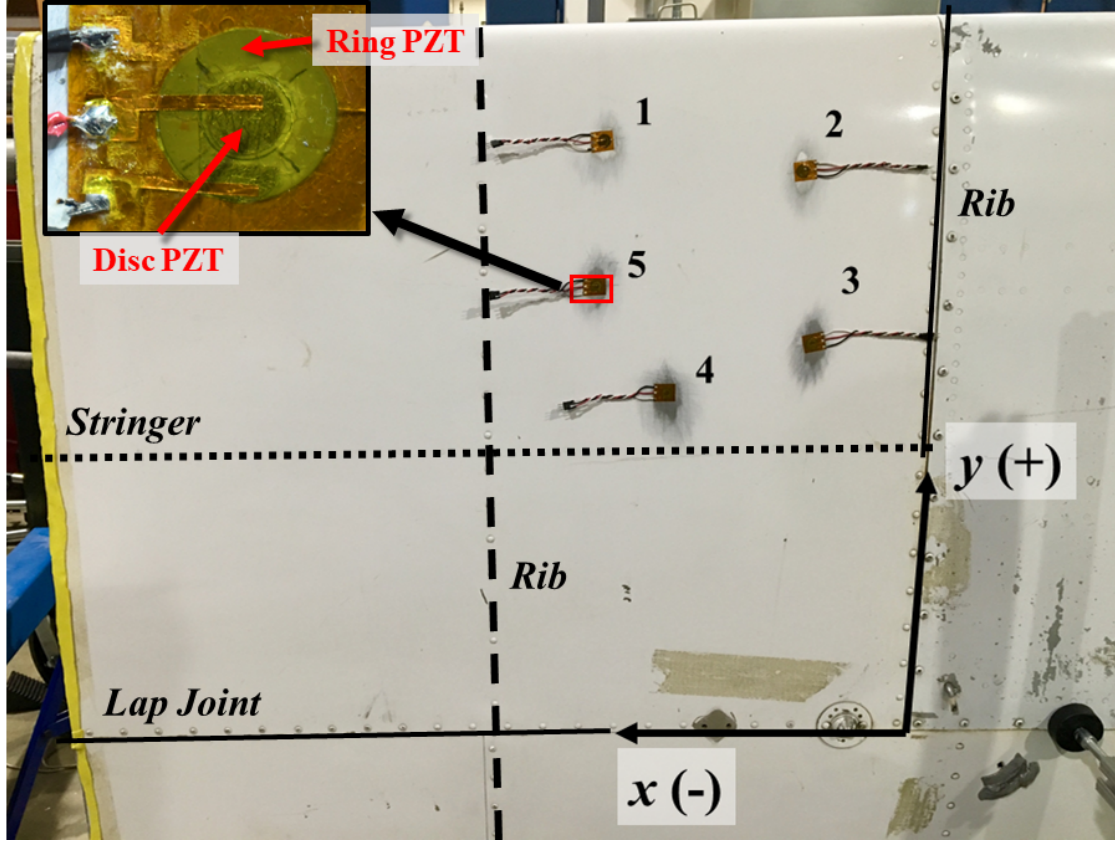 Ring PZT
Disc PZT
1
2
Rib
5
3
4
Stringer
y (+)
Rib
Lap Joint
x (-)